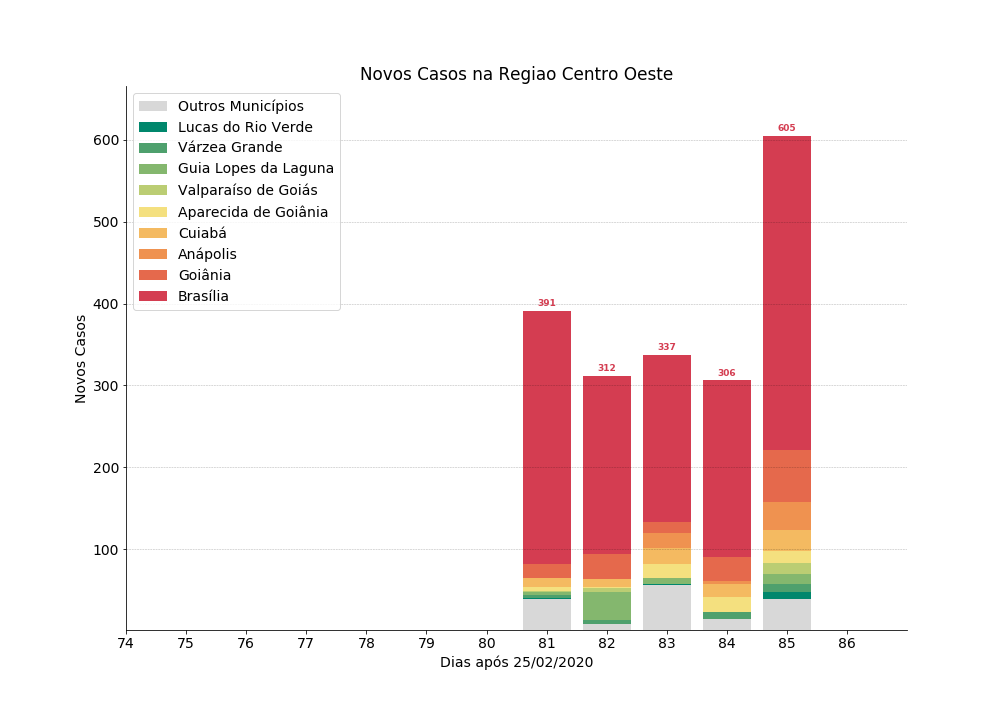 Novos Casos na Regiao Centro Oeste
Outros Municípios
Lucas do Rio Verde
Várzea Grande
Guia Lopes da Laguna
Valparaíso de Goiás
Aparecida de Goiânia
Cuiabá
Anápolis
Goiânia
Brasília
600
500
400
300
200
100
Novos Casos
391
312
337
306
605
74 75 76 77 78 79 80 81 82 83 84 85 86
Dias após 25/02/2020